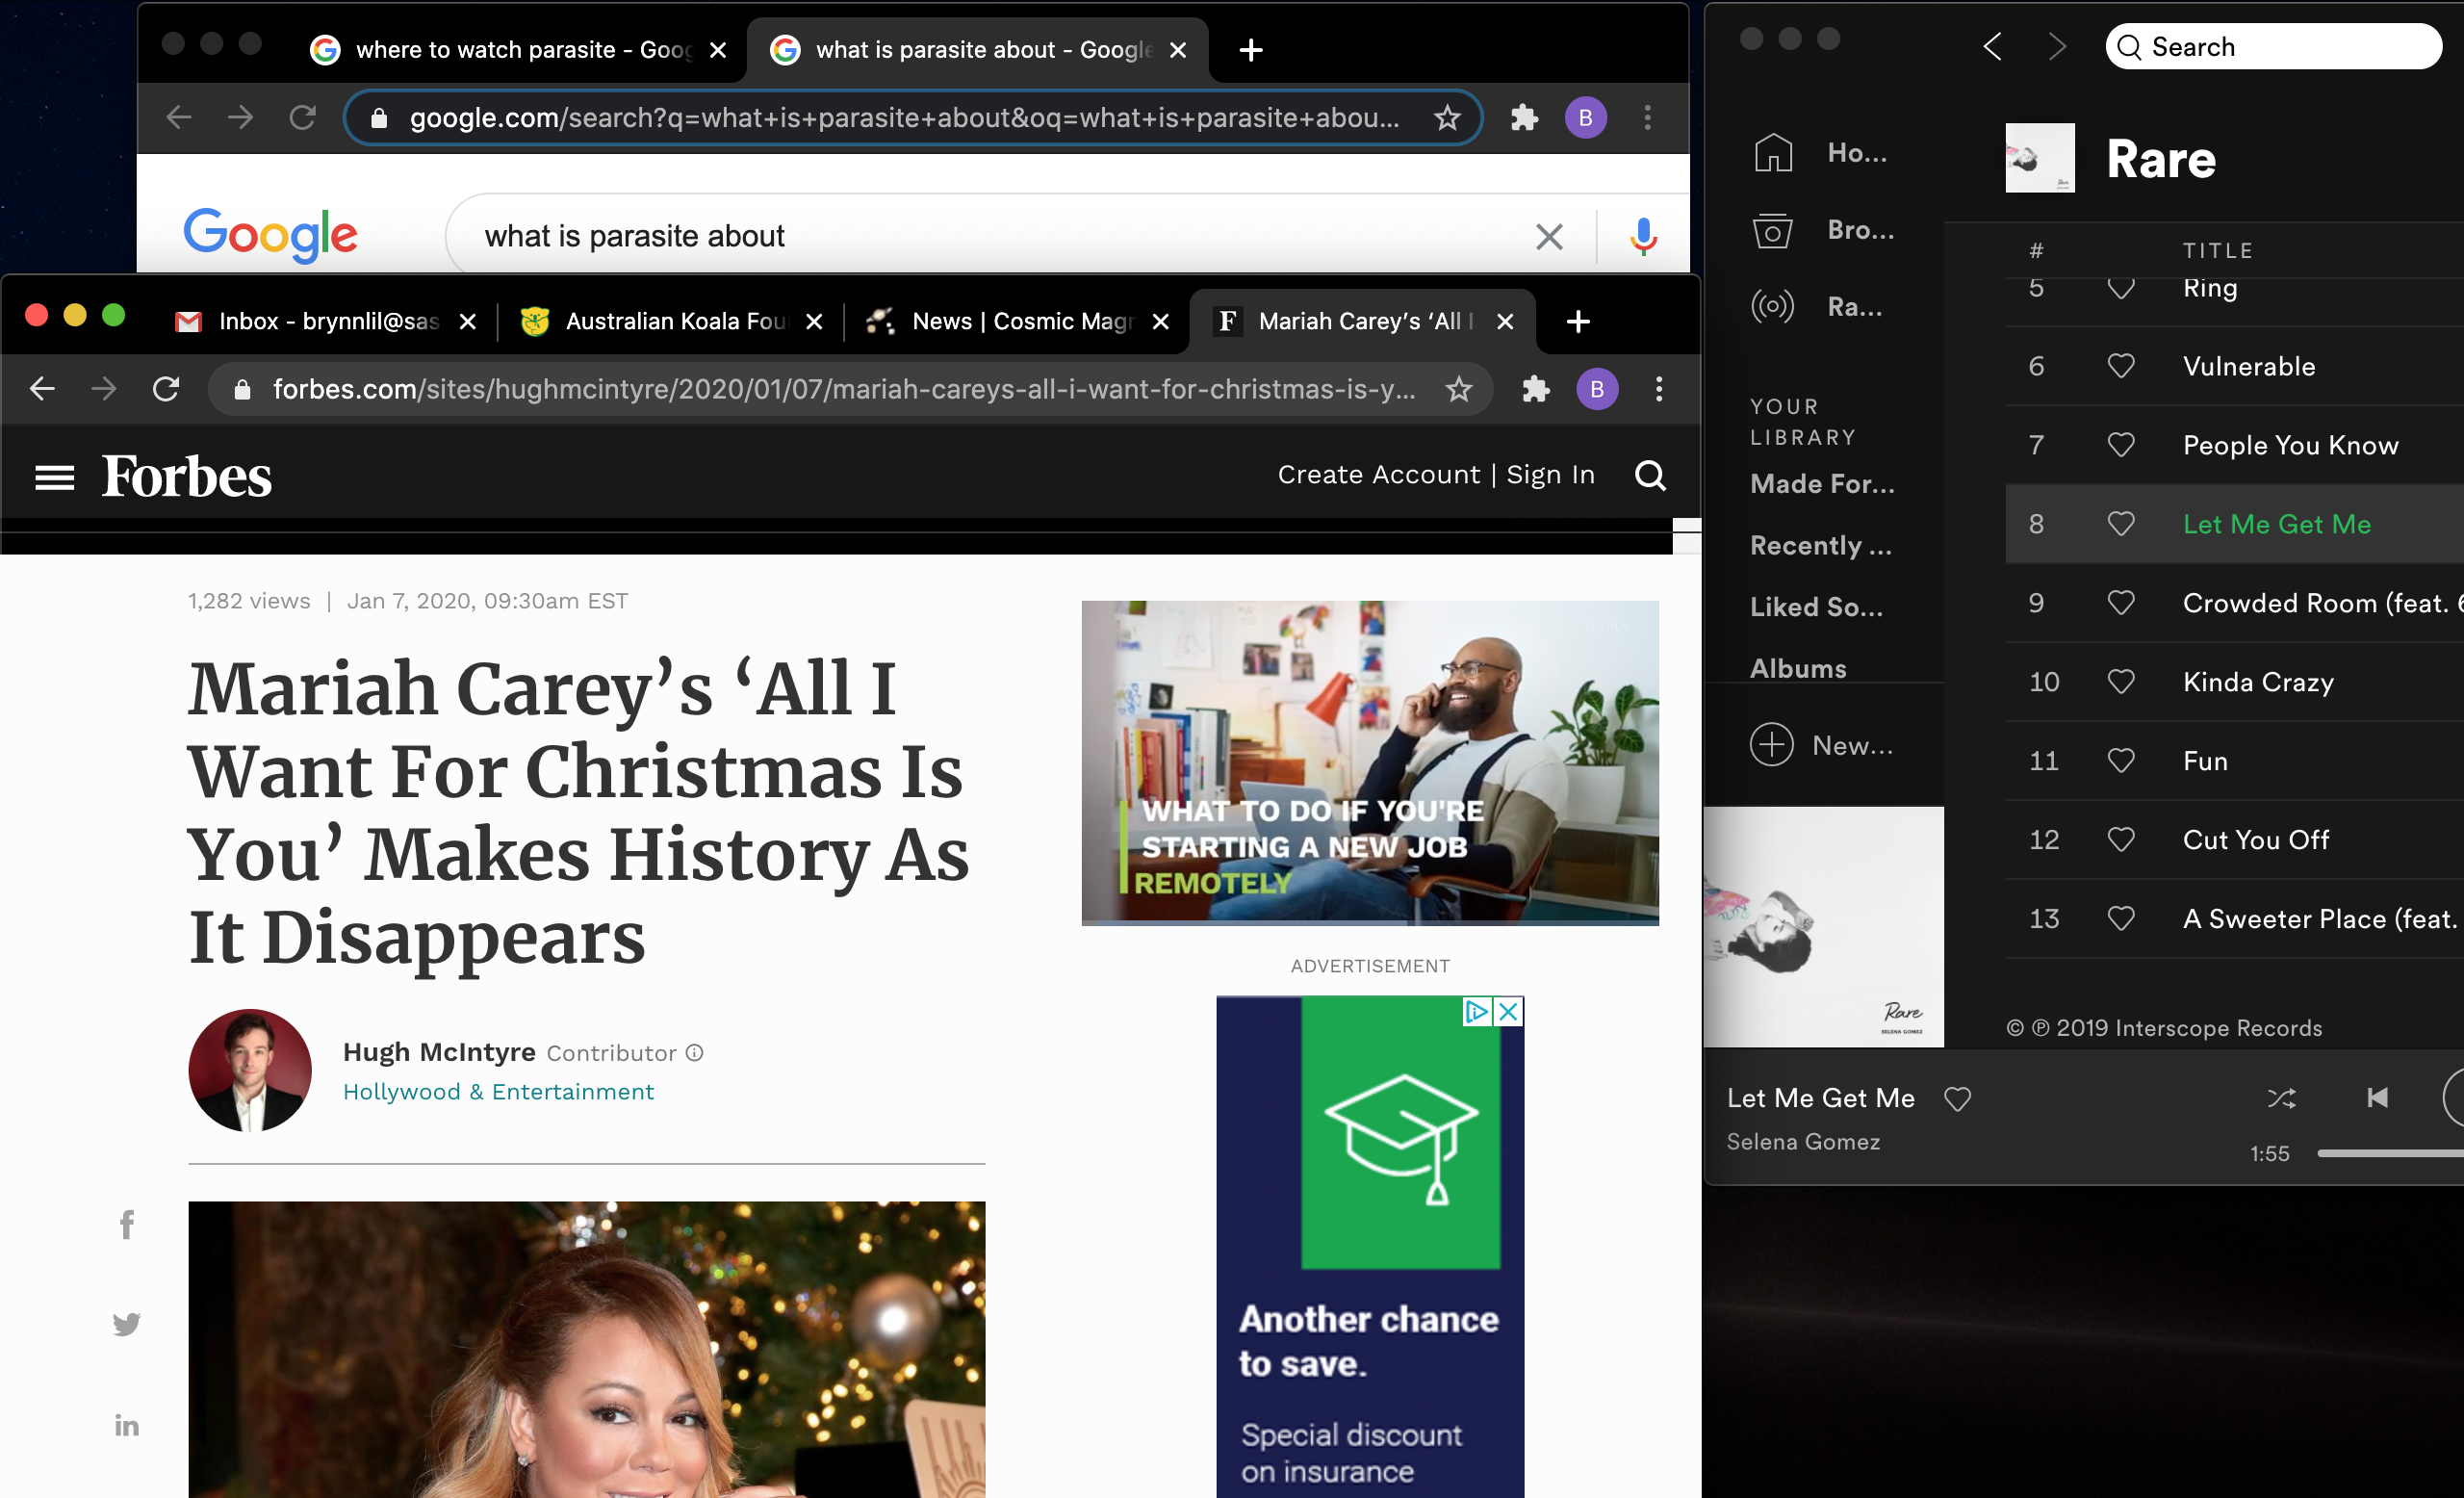 where to watch parasite - Goog
what is parasite about - Google
google.com/search?q=what+is+parasite+about&oq=what+is+parasite+abou...
B
Google
what is parasite about
Inbox - brynnlil@sas
Australian Koala Fou
News | Cosmic Magn
F
Mariah Carey’s ‘All I
forbes.com/sites/hughmcintyre/2020/01/07/mariah-careys-all-i-want-for-christmas-is-y...
B
Forbes
Create Account | Sign In
1,282 views | Jan 7, 2020, 09:30am EST
Mariah Carey’s ‘All I
Want For Christmas Is
You’ Makes History As
It Disappears
Hugh McIntyre Contributor
Hollywood & Entertainment
f
in
WHAT TO DO IF YOU'RE
STARTING A NEW JOB
REMOTELY
ADVERTISEMENT
Another chance
to save.
Special discount
on insurance
Search
Rare
Ho...
Bro...
Ra...
YOUR
LIBRARY
Made For...
Recently ...
Liked So...
Albums
New...
# TITLE
5 Ring
6 Vulnerable
7 People You Know
8 Let Me Get Me
9 Crowded Room (feat. 6
10 Kinda Crazy
11 Fun
12 Cut You Off
13 A Sweeter Place (feat.
© ℗ 2019 Interscope Records
Rare
SELENA GOMEZ
Let Me Get Me
Selena Gomez
1:55